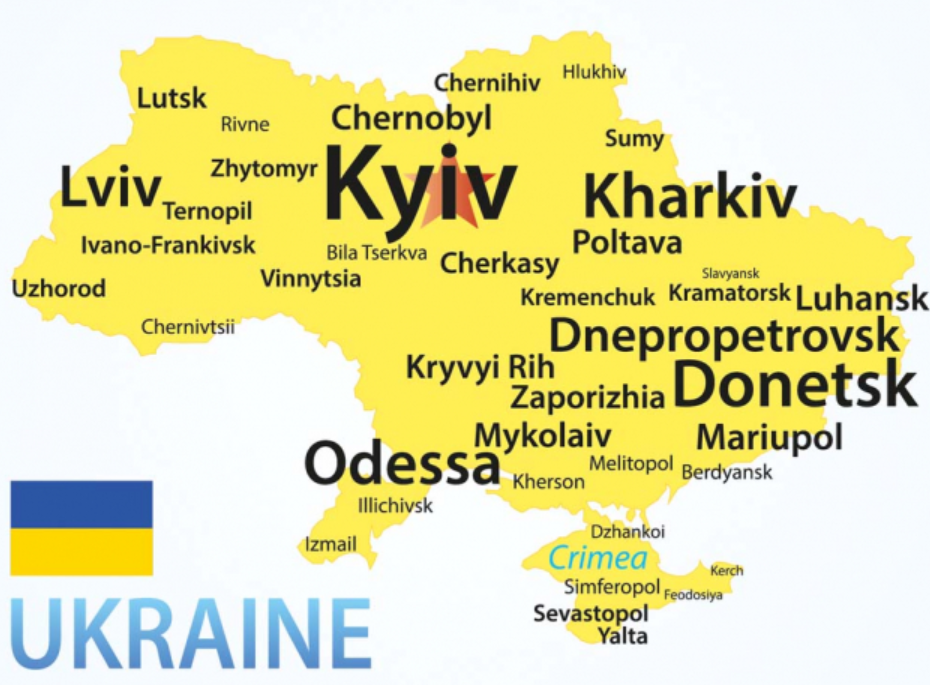 Hlukhiv
Chernihiv
Lutsk
Chernobyl
Rivne
Sumy
Zhytomyr
Kyiv
Lviv
Kharkiv
Ternopil
Poltava
Ivano-Frankivsk
Bila Tserkva
Cherkasy
Slavyansk
Vinnytsia
Uzhorod
Kremenchuk
Kramatorsk
Luhansk
Chernivtsii
Dnepropetrovsk
Kryvyi Rih
Donetsk
Zaporizhia
Mykolaiv
Mariupol
Odessa
Melitopol
Berdyansk
Kherson
Illichivsk
Dzhankoi
Izmail
Crimea
Kerch
Simferopol
Feodosiya
Sevastopol
Yalta
UKRAINE